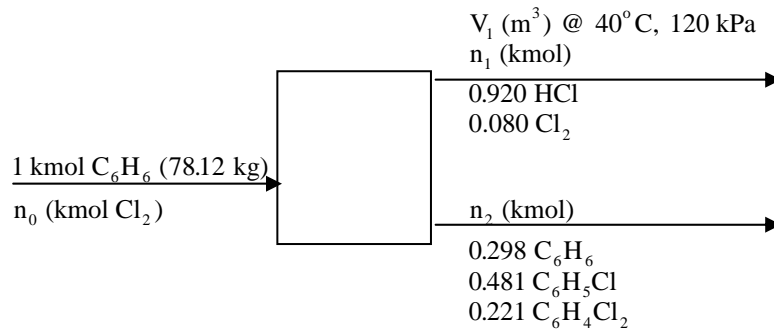 V₁ (m³) @ 40°C, 120 kPa
n₁ (kmol)
0.920 HCl
0.080 Cl₂
1 kmol C₆H₆ (78.12 kg)
n₀ (kmol Cl₂)
n₂ (kmol)
0.298 C₆H₆
0.481 C₆H₅Cl
0.221 C₆H₄Cl₂